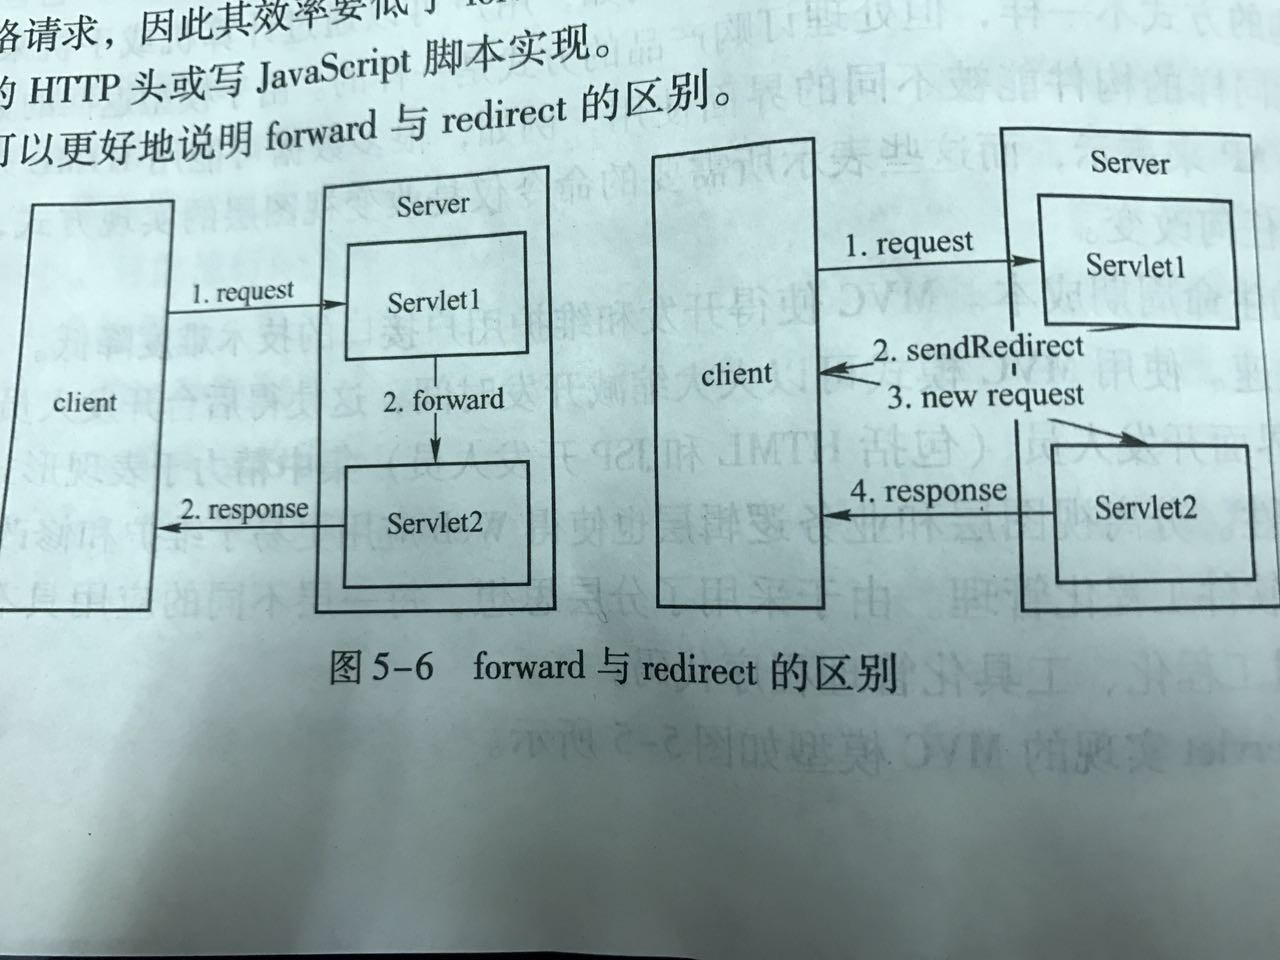 络请求，因此其效率要低于
的 HTTP 头或写 JavaScript 脚本实现。
可以更好地说明 forward 与 redirect 的区别。
Server
1. request
Servlet1
client
2. forward
2. response
Servlet2
Server
1. request
Servlet1
2. sendRedirect
client
3. new request
4. response
Servlet2
图 5-6 forward 与 redirect 的区别